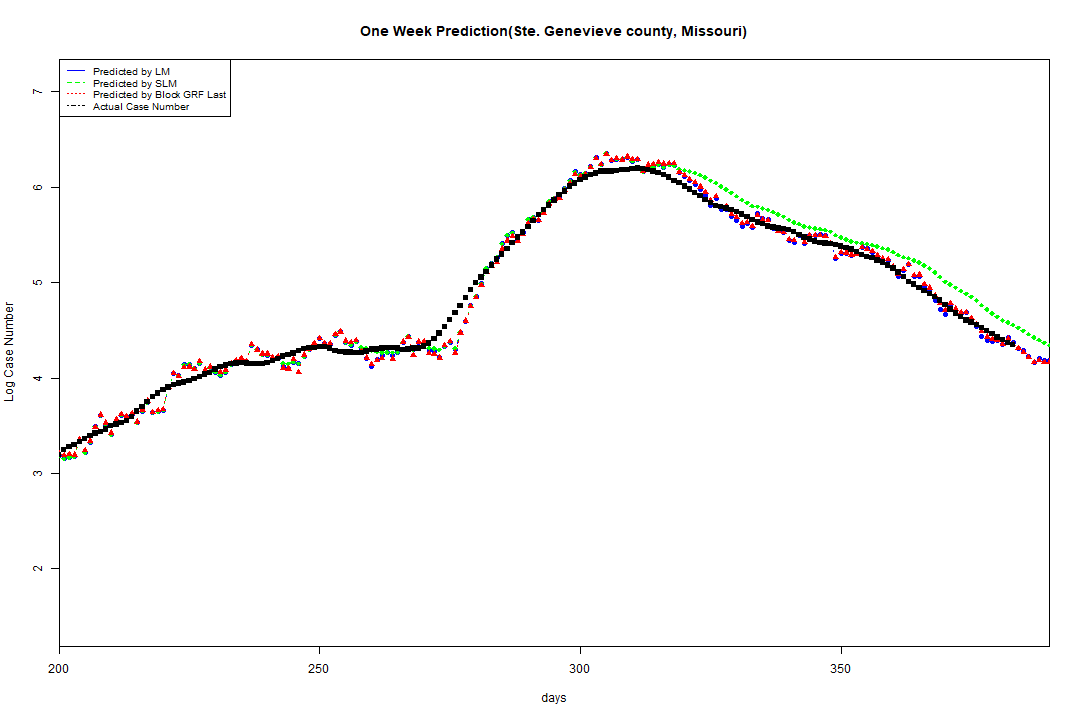 One Week Prediction(Ste. Genevieve county, Missouri)
Predicted by LM
Predicted by SLM
Predicted by Block GRF Last
Actual Case Number
7
6
5
4
3
2
Log Case Number
200 250 300 350
days